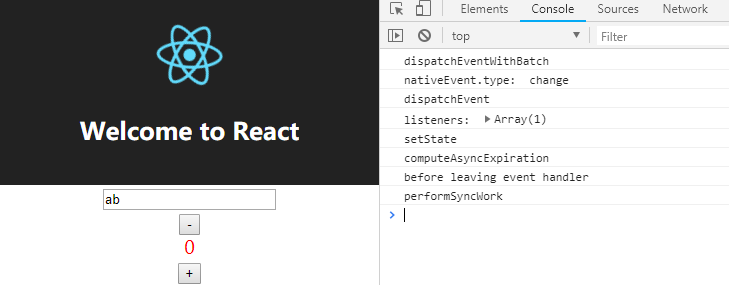 Welcome to React
ab
-
0
+
Elements Console Sources Network
top Filter
dispatchEventWithBatch
nativeEvent.type: change
dispatchEvent
listeners: ▶Array(1)
setState
computeAsyncExpiration
before leaving event handler
performSyncWork
>